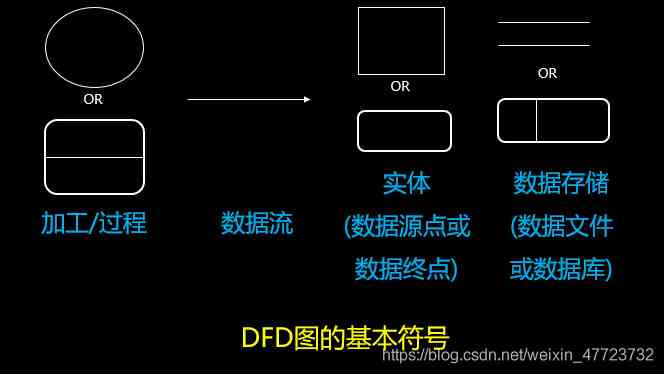 OR
OR
OR
加工/过程
数据流
实体
(数据源点或
数据终点)
数据存储
(数据文件
或数据库)
DFD图的基本符号
https://blog.csdn.net/weixin_47723732